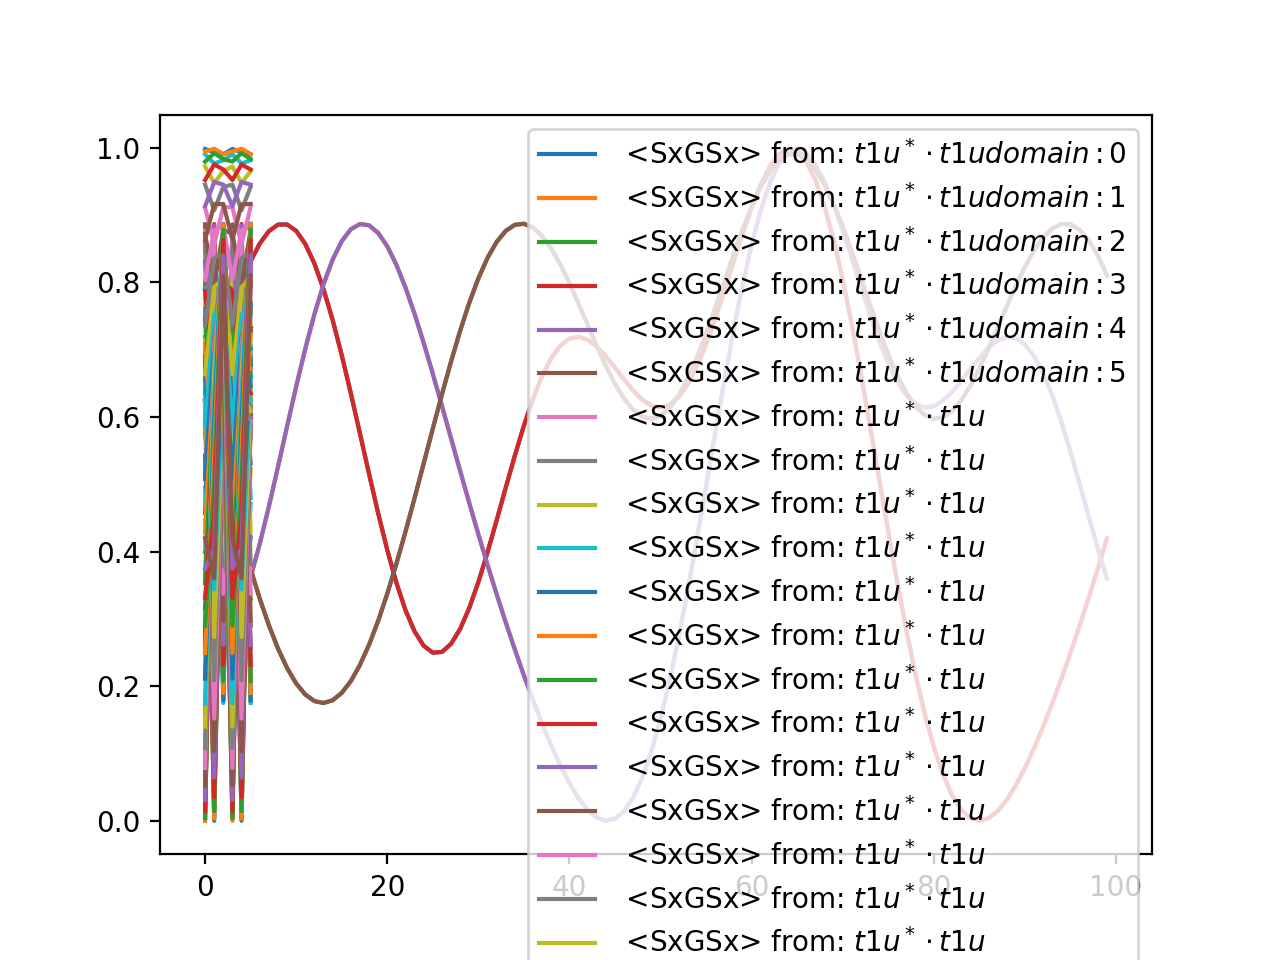 1.0
0.8
0.6
0.4
0.2
0.0
0 20 40 60 80 100
<SxGSx> from: t1u* · t1udomain: 0
<SxGSx> from: t1u* · t1udomain: 1
<SxGSx> from: t1u* · t1udomain: 2
<SxGSx> from: t1u* · t1udomain: 3
<SxGSx> from: t1u* · t1udomain: 4
<SxGSx> from: t1u* · t1udomain: 5
<SxGSx> from: t1u* · t1u
<SxGSx> from: t1u* · t1u
<SxGSx> from: t1u* · t1u
<SxGSx> from: t1u* · t1u
<SxGSx> from: t1u* · t1u
<SxGSx> from: t1u* · t1u
<SxGSx> from: t1u* · t1u
<SxGSx> from: t1u* · t1u
<SxGSx> from: t1u* · t1u
<SxGSx> from: t1u* · t1u
<SxGSx> from: t1u* · t1u
<SxGSx> from: t1u* · t1u
<SxGSx> from: t1u* · t1u